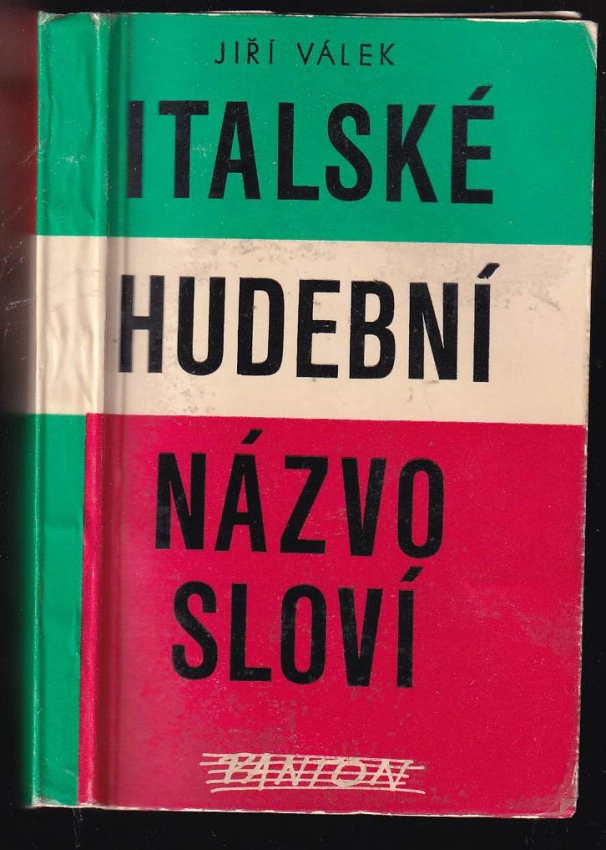 JIŘÍ VÁLEK
ITALSKÉ
HUDEBNÍ
NÁZVO
SLOVÍ
PANTON